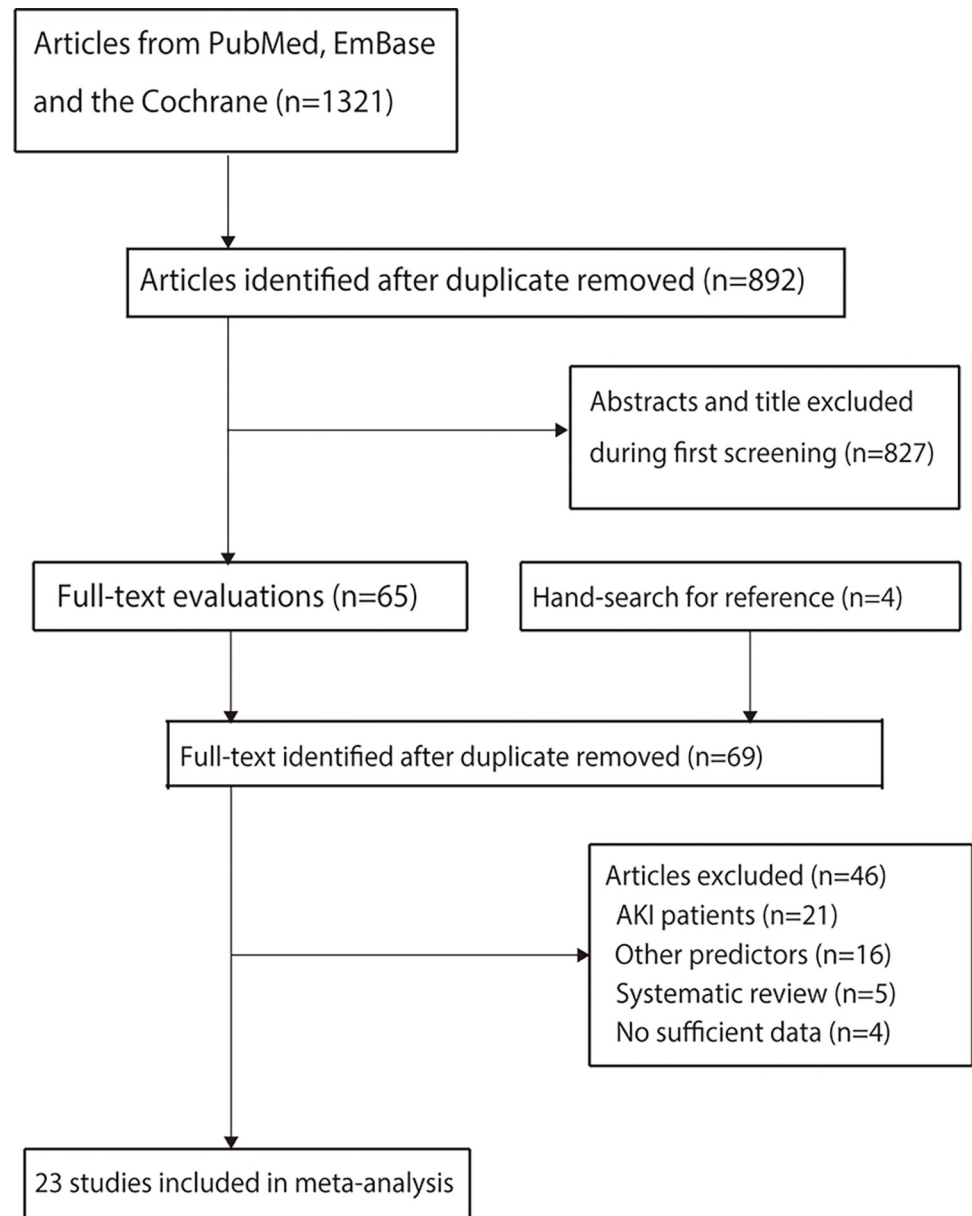 Articles from PubMed, EmBase
and the Cochrane (n=1321)
Articles identified after duplicate removed (n=892)
Abstracts and title excluded
during first screening (n=827)
Full-text evaluations (n=65)
Hand-search for reference (n=4)
Full-text identified after duplicate removed (n=69)
Articles excluded (n=46)
AKI patients (n=21)
Other predictors (n=16)
Systematic review (n=5)
No sufficient data (n=4)
23 studies included in meta-analysis